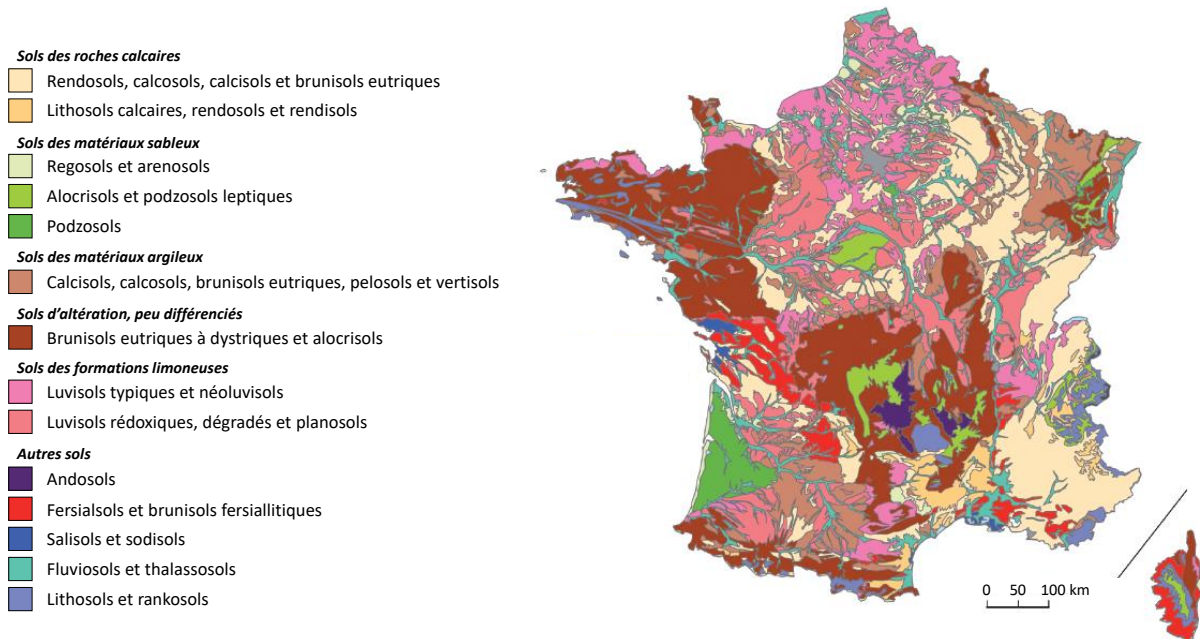 Sols des roches calcaires
Rendosols, calcosols, calcisols et brunisols eutriques
Lithosols calcaires, rendosols et rendisols
Sols des matériaux sableux
Regosols et arenosols
Alocrisols et podzosols leptiques
Podzosols
Sols des matériaux argileux
Calcisols, calcosols, brunisols eutriques, pelosols et vertisols
Sols d’altération, peu différenciés
Brunisols eutriques à dystriques et alocrisols
Sols des formations limoneuses
Luvisols typiques et néoluvisols
Luvisols rédoxiques, dégradés et planosols
Autres sols
Andosols
Fersialsols et brunisols fersiallitiques
Salisols et sodisols
Fluviosols et thalassosols
Lithosols et rankosols
0 50 100 km